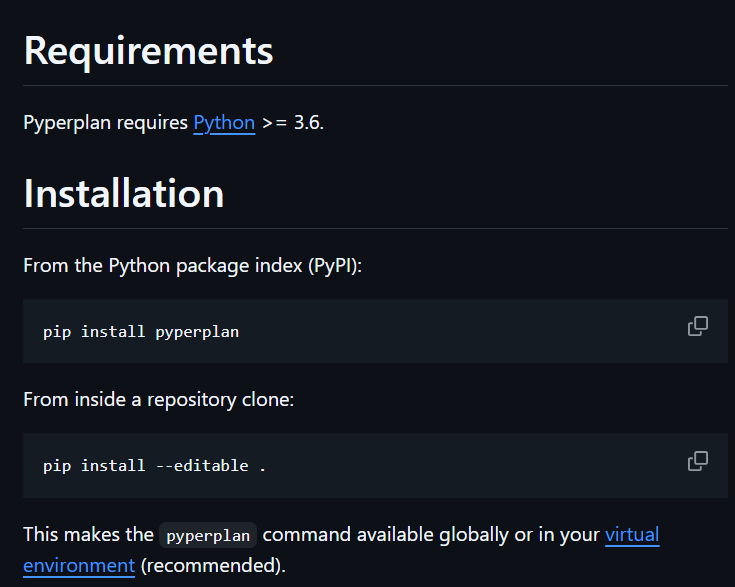 Requirements
Pyperplan requires Python >= 3.6.
Installation
From the Python package index (PyPI):
pip install pyperplan
From inside a repository clone:
pip install --editable .
This makes the pyperplan command available globally or in your virtual
environment (recommended).